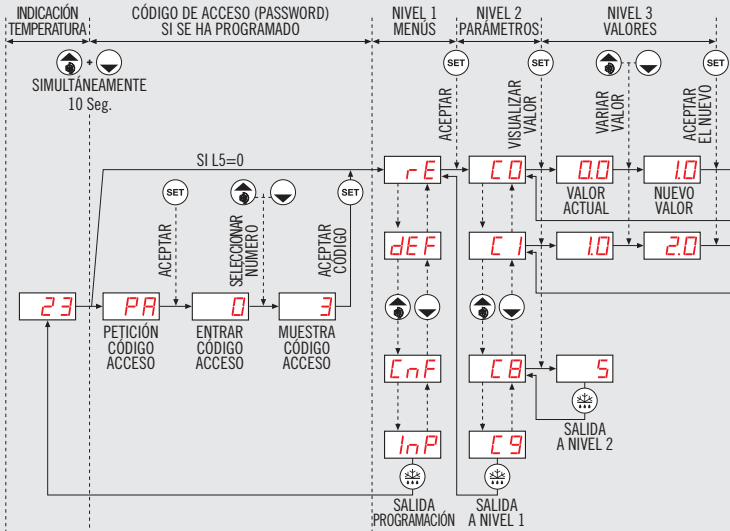 INDICACIÓN
TEMPERATURA
CÓDIGO DE ACCESO (PASSWORD)
SI SE HA PROGRAMADO
NIVEL 1
MENÚS
NIVEL 2
PARÁMETROS
NIVEL 3
VALORES
+
SIMULTÁNEAMENTE
10 Seg.
SET
SET
SET
ACEPTAR
VISUALIZAR
VALOR
VARIAR
VALOR
ACEPTAR
EL NUEVO
SI L5=0
rE
C0
0.0
1.0
VALOR
ACTUAL
NUEVO
VALOR
SET
SET
ACEPTAR
SELECCIONAR
NÚMERO
ACEPTAR
CÓDIGO
dEF
C1
1.0
2.0
23
PA
0
3
PETICIÓN
CÓDIGO
ACCESO
ENTRAR
CÓDIGO
ACCESO
MUESTRA
CÓDIGO
ACCESO
CnF
C8
5
SALIDA
A NIVEL 2
InP
C9
SALIDA
PROGRAMACIÓN
SALIDA
A NIVEL 1